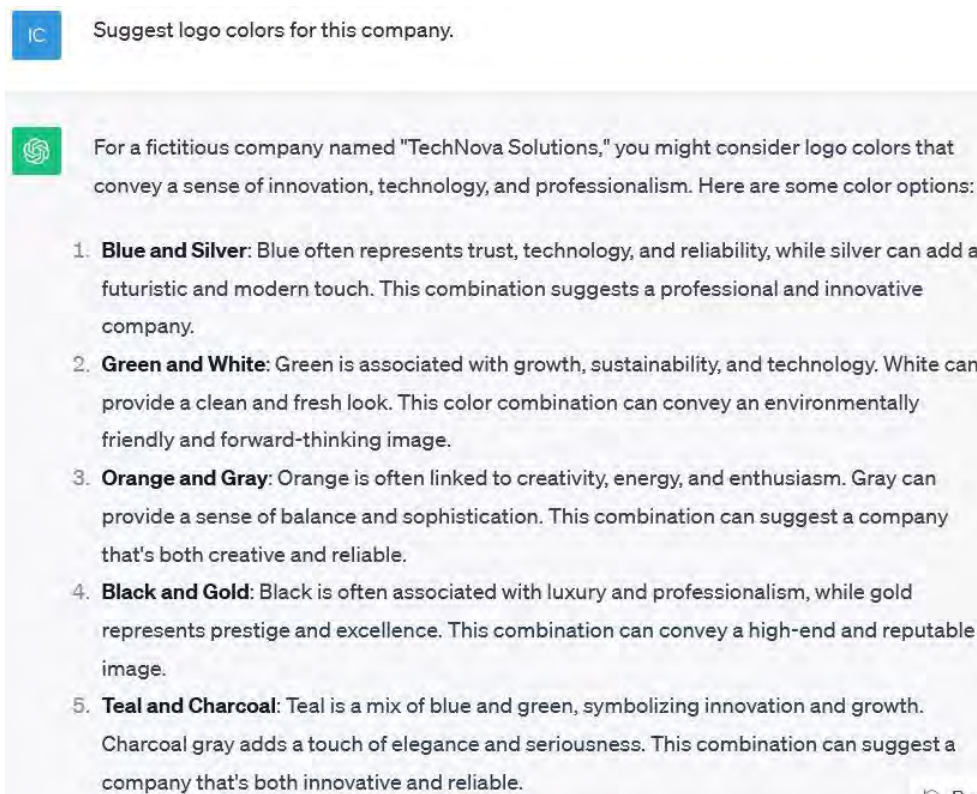 IC
Suggest logo colors for this company.
For a fictitious company named "TechNova Solutions," you might consider logo colors that
convey a sense of innovation, technology, and professionalism. Here are some color options:
1. Blue and Silver: Blue often represents trust, technology, and reliability, while silver can add a
futuristic and modern touch. This combination suggests a professional and innovative
company.
2. Green and White: Green is associated with growth, sustainability, and technology. White can
provide a clean and fresh look. This color combination can convey an environmentally
friendly and forward-thinking image.
3. Orange and Gray: Orange is often linked to creativity, energy, and enthusiasm. Gray can
provide a sense of balance and sophistication. This combination can suggest a company
that's both creative and reliable.
4. Black and Gold: Black is often associated with luxury and professionalism, while gold
represents prestige and excellence. This combination can convey a high-end and reputable
image.
5. Teal and Charcoal: Teal is a mix of blue and green, symbolizing innovation and growth.
Charcoal gray adds a touch of elegance and seriousness. This combination can suggest a
company that's both innovative and reliable.